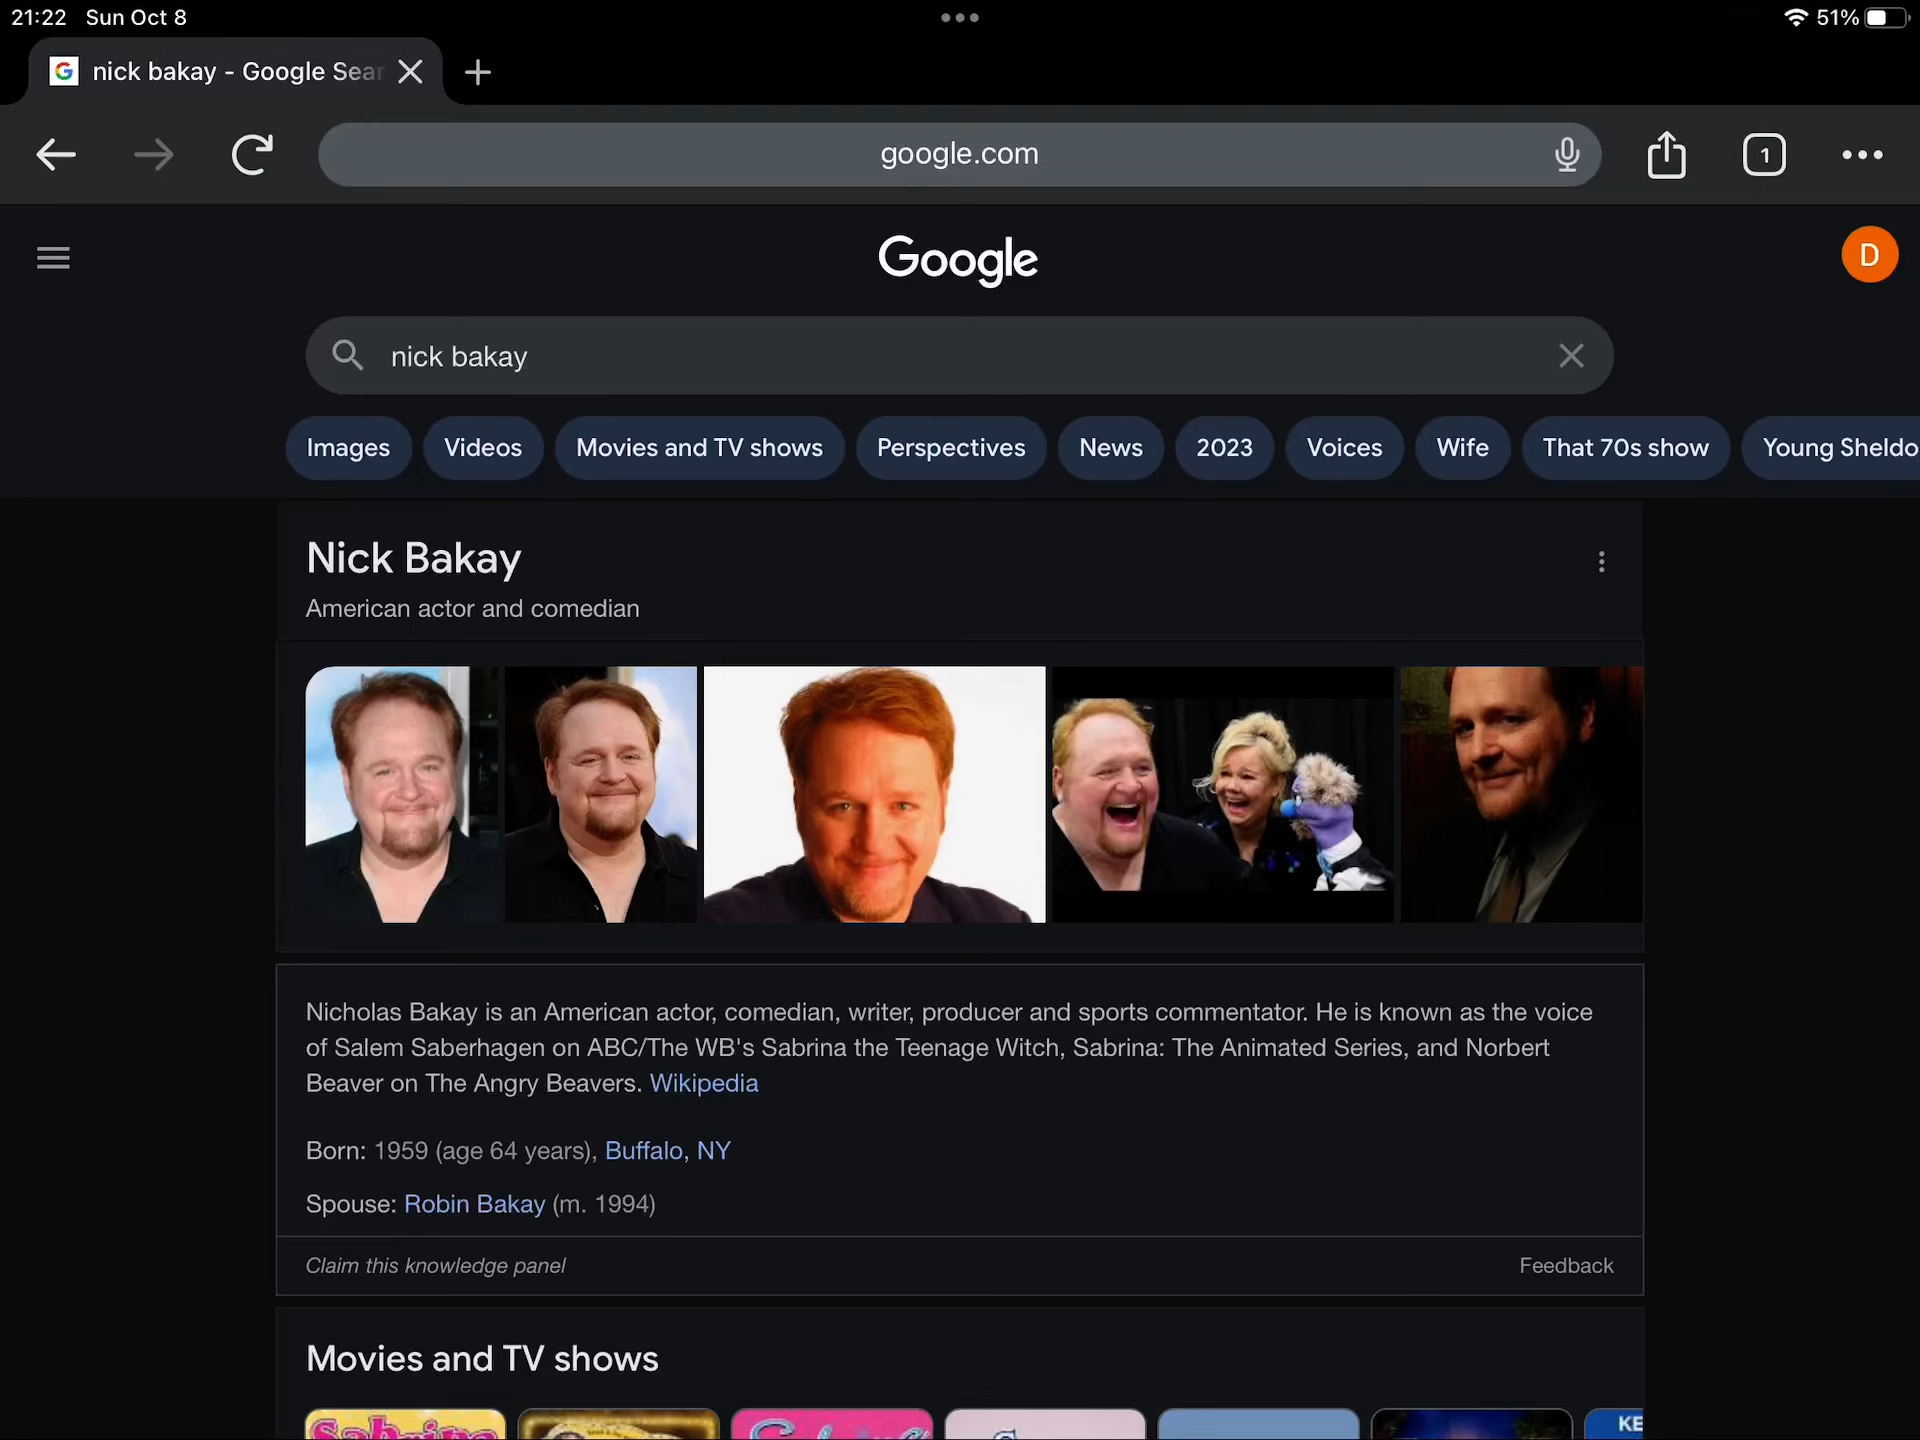 21:22 Sun Oct 8
51%
nick bakay - Google Sear
google.com
1
Google
D
nick bakay
Images Videos Movies and TV shows Perspectives News 2023 Voices Wife That 70s show Young Sheldo
Nick Bakay
American actor and comedian
Nicholas Bakay is an American actor, comedian, writer, producer and sports commentator. He is known as the voice
of Salem Saberhagen on ABC/The WB's Sabrina the Teenage Witch, Sabrina: The Animated Series, and Norbert
Beaver on The Angry Beavers. Wikipedia
Born: 1959 (age 64 years), Buffalo, NY
Spouse: Robin Bakay (m. 1994)
Claim this knowledge panel Feedback
Movies and TV shows
Sabrina
KE